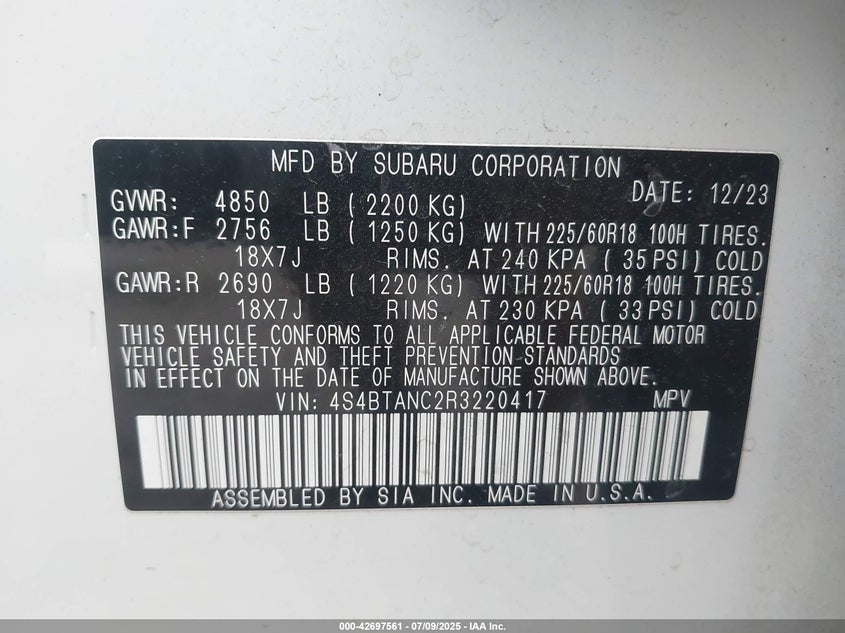 MFD BY SUBARU CORPORATION
DATE: 12/23
GVWR: 4850 LB ( 2200 KG)
GAWR:F 2756 LB ( 1250 KG) WITH 225/60R18 100H TIRES.
18X7J RIMS. AT 240 KPA ( 35 PSI) COLD
GAWR:R 2690 LB ( 1220 KG) WITH 225/60R18 100H TIRES.
18X7J RIMS. AT 230 KPA ( 33 PSI) COLD
THIS VEHICLE CONFORMS TO ALL APPLICABLE FEDERAL MOTOR
VEHICLE SAFETY AND THEFT PREVENTION STANDARDS
IN EFFECT ON THE DATE OF MANUFACTURE SHOWN ABOVE.
VIN: 4S4BTANC2R3220417 MPV
ASSEMBLED BY SIA INC. MADE IN U.S.A.
000-42697561 - 07/09/2025 - IAA Inc.